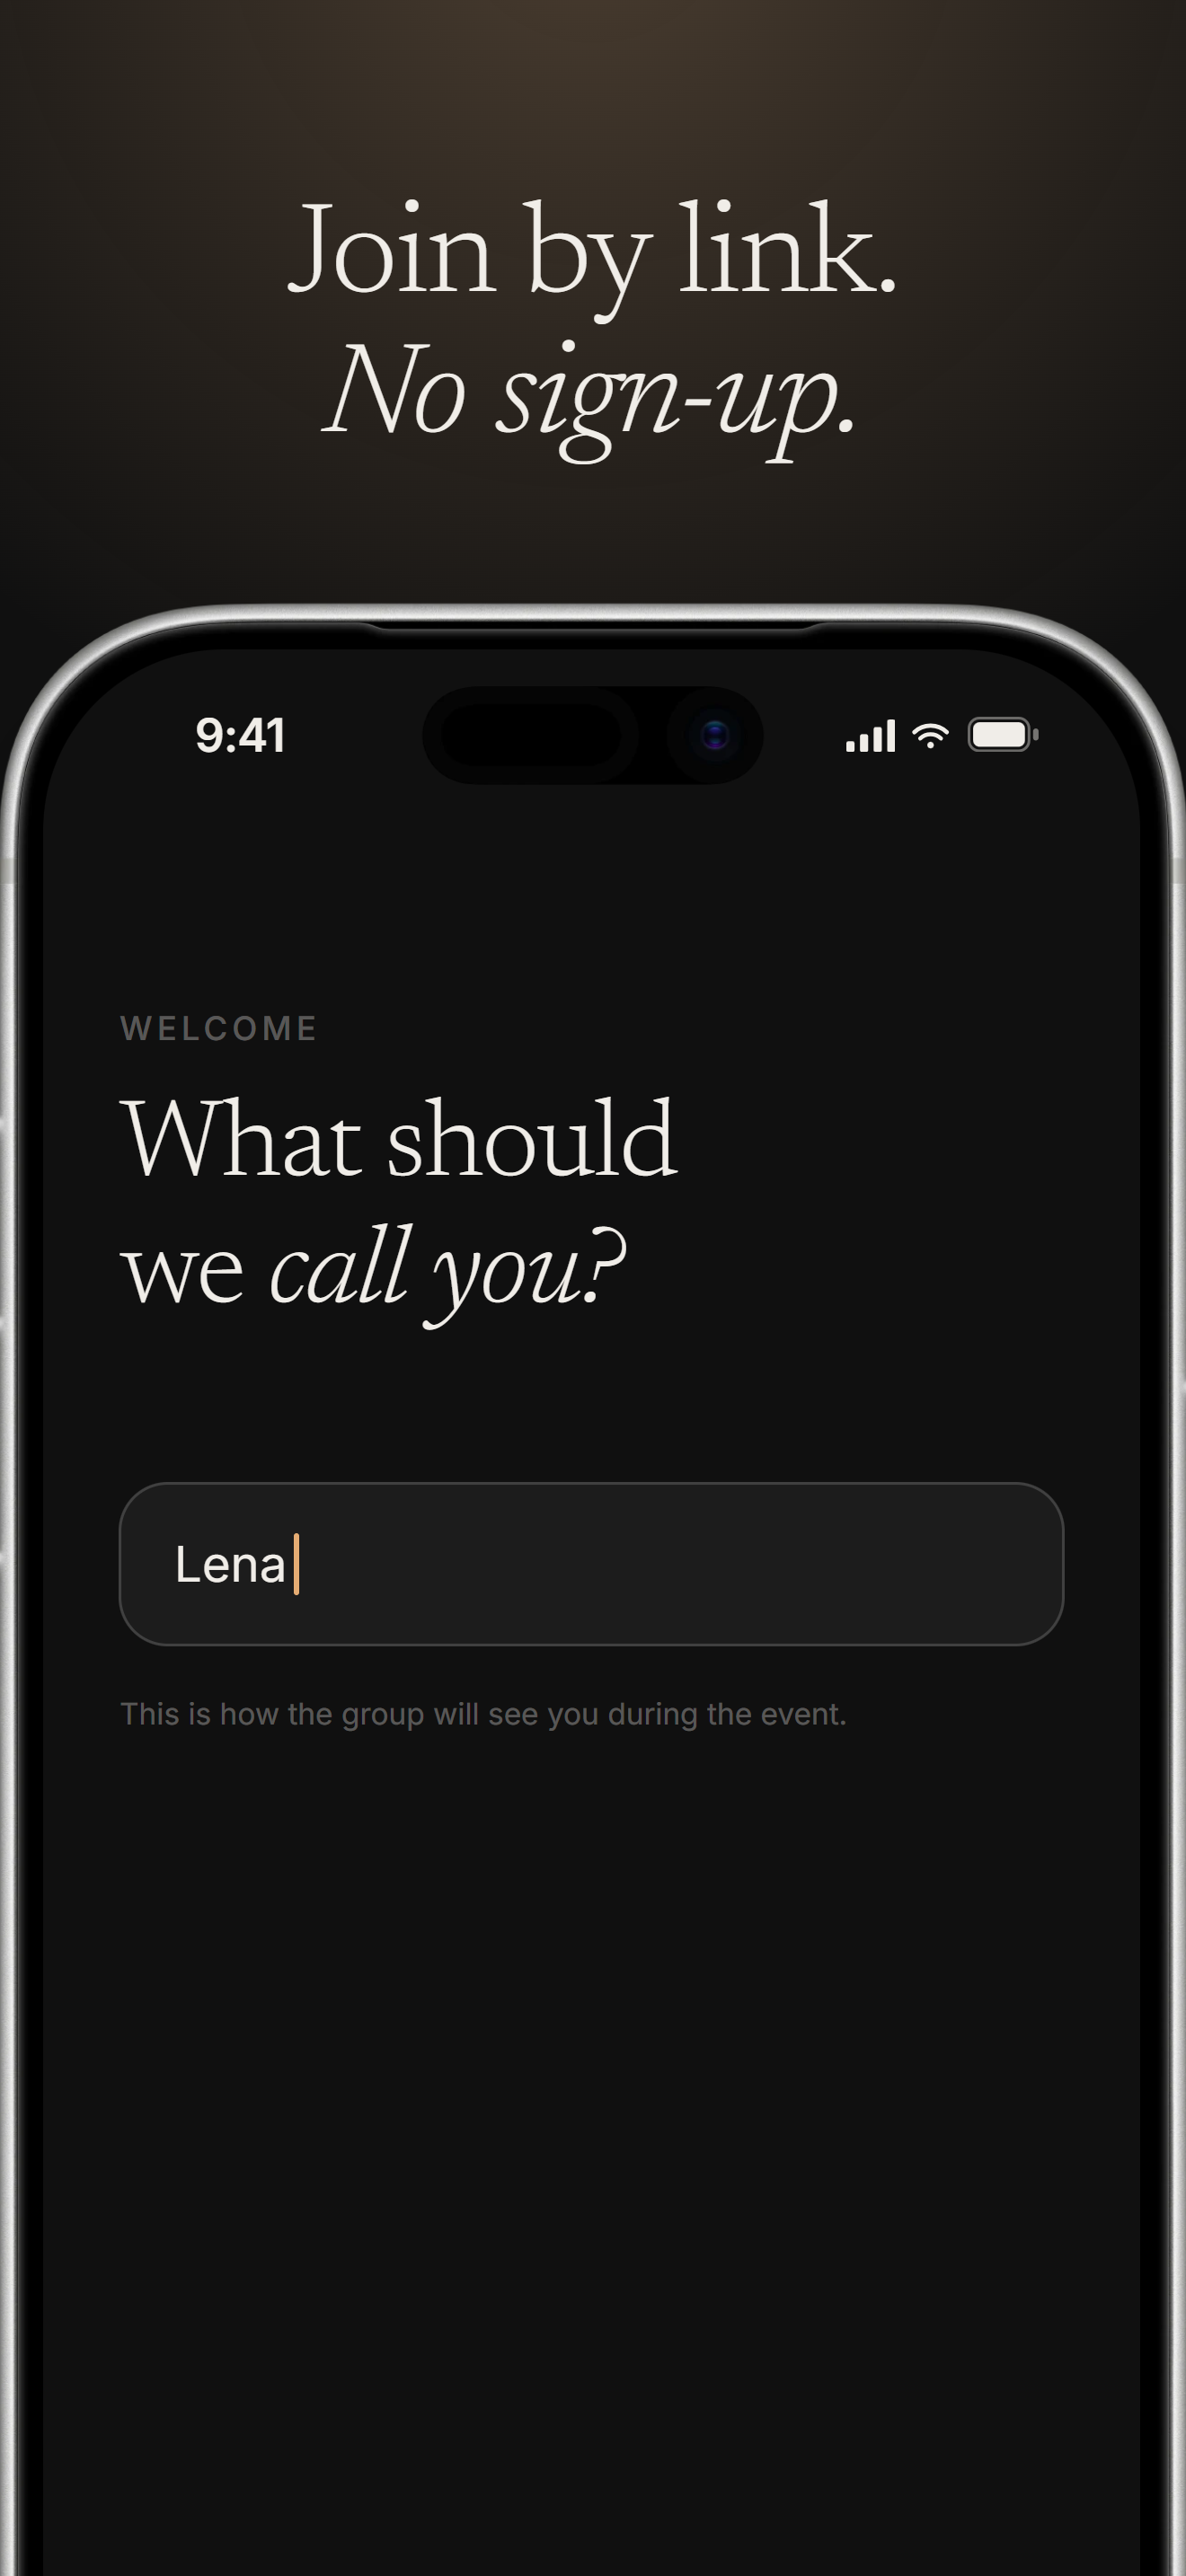 Join by link.
No sign-up.
9:41
WELCOME
What should
we call you?
Lena
This is how the group will see you during the event.